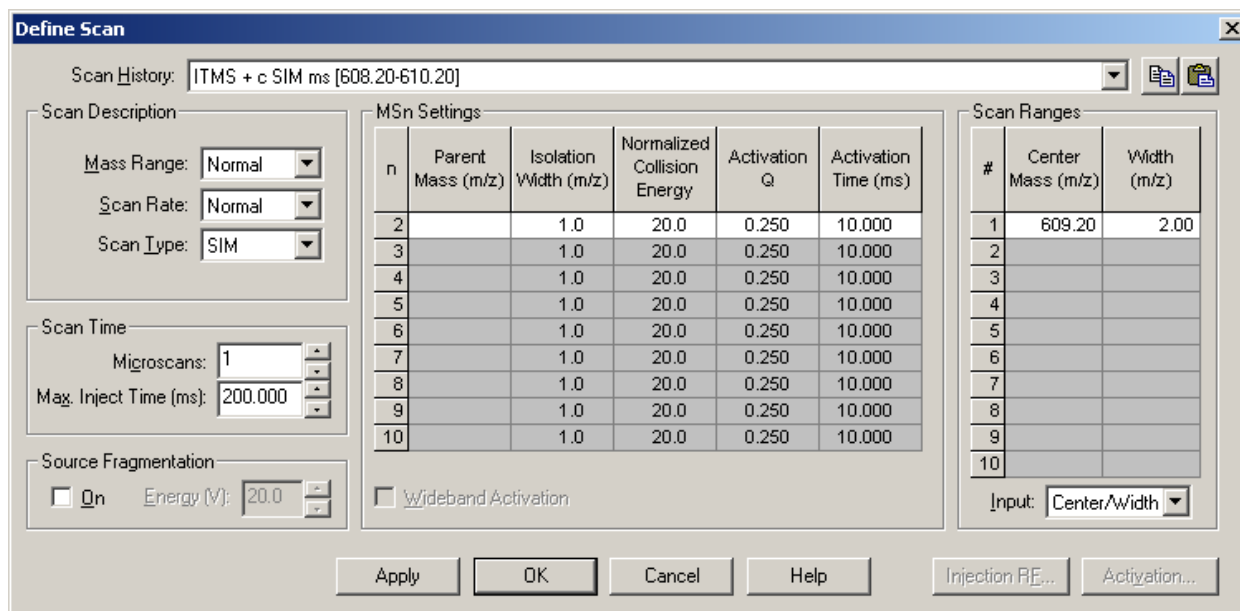 Define Scan
Scan History: ITMS + c SIM ms [608.20-610.20]
Scan Description
Mass Range: Normal
Scan Rate: Normal
Scan Type: SIM
Scan Time
Microscans: 1
Max. Inject Time (ms): 200.000
Source Fragmentation
On Energy (V): 20.0
MSn Settings
n Parent Mass (m/z) Isolation Width (m/z) Normalized Collision Energy Activation Q Activation Time (ms)
2 1.0 20.0 0.250 10.000
3 1.0 20.0 0.250 10.000
4 1.0 20.0 0.250 10.000
5 1.0 20.0 0.250 10.000
6 1.0 20.0 0.250 10.000
7 1.0 20.0 0.250 10.000
8 1.0 20.0 0.250 10.000
9 1.0 20.0 0.250 10.000
10 1.0 20.0 0.250 10.000
Wideband Activation
Scan Ranges
# Center Mass (m/z) Width (m/z)
1 609.20 2.00
2
3
4
5
6
7
8
9
10
Input: Center/Width
Apply OK Cancel Help Injection RF... Activation...